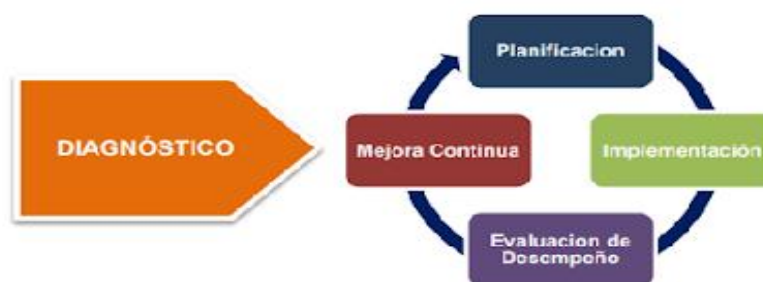 Planificacion
DIAGNÓSTICO
Mejora Continua
Implementación
Evaluacion de
Desempeño